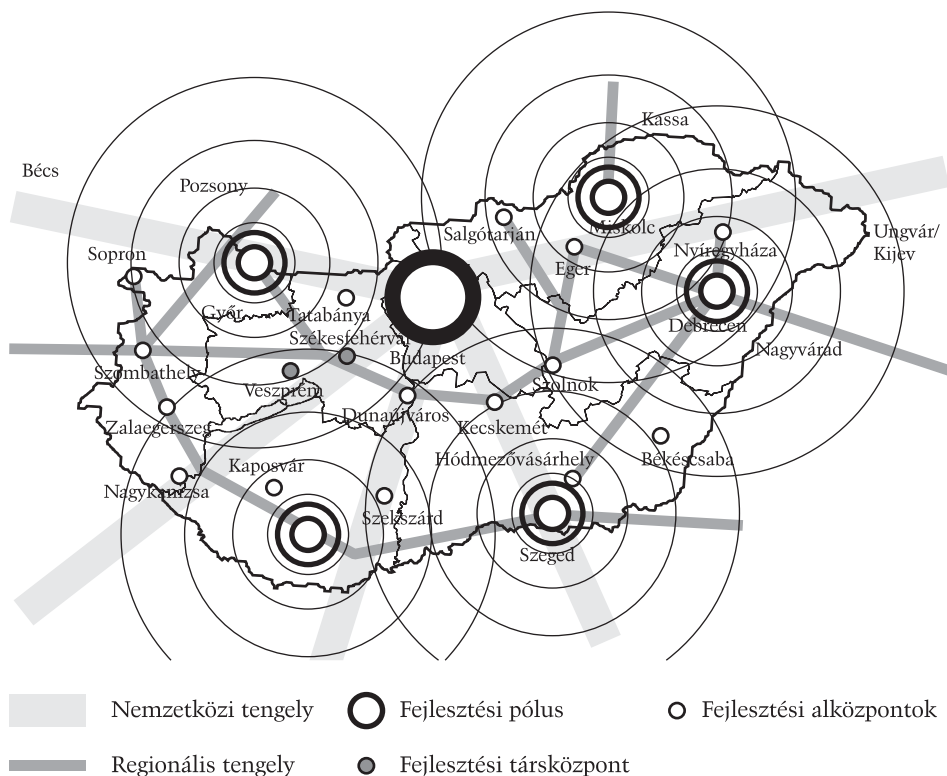 Kassa
Bécs
Pozsony
Salgótarján
Miskolc
Ungvár/
Kijev
Sopron
Eger
Nyíregyháza
Győr
Tatabánya
Debrecen
Székesfehérvár
Budapest
Nagyvárad
Szombathely
Veszprém
Szolnok
Dunaújváros
Kecskemét
Zalaegerszeg
Kaposvár
Hódmezővásárhely
Békéscsaba
Nagykanizsa
Szekszárd
Szeged
Nemzetközi tengely
Fejlesztési pólus
Fejlesztési alközpontok
Regionális tengely
Fejlesztési társközpont